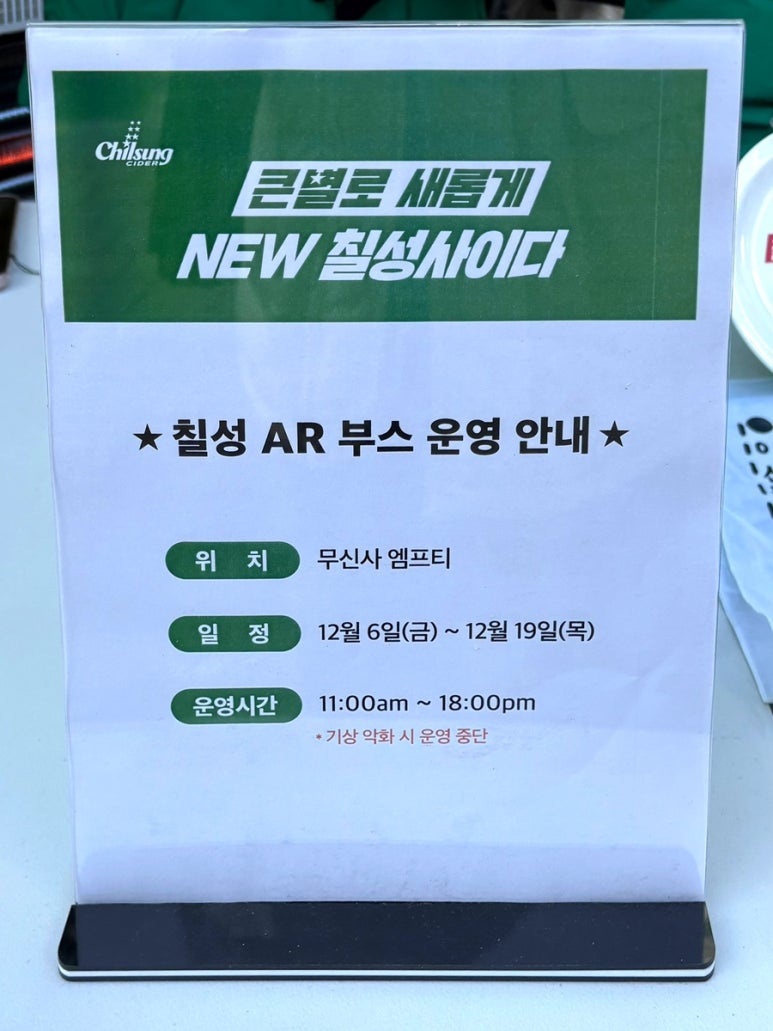 Chilsung
CIDER
큰별로 새롭게
NEW 칠성사이다
★ 칠성 AR 부스 운영 안내 ★
위 치 무신사 엠프티
일 정 12월 6일(금) ~ 12월 19일(목)
운영시간 11:00am ~ 18:00pm
* 기상 악화 시 운영 중단